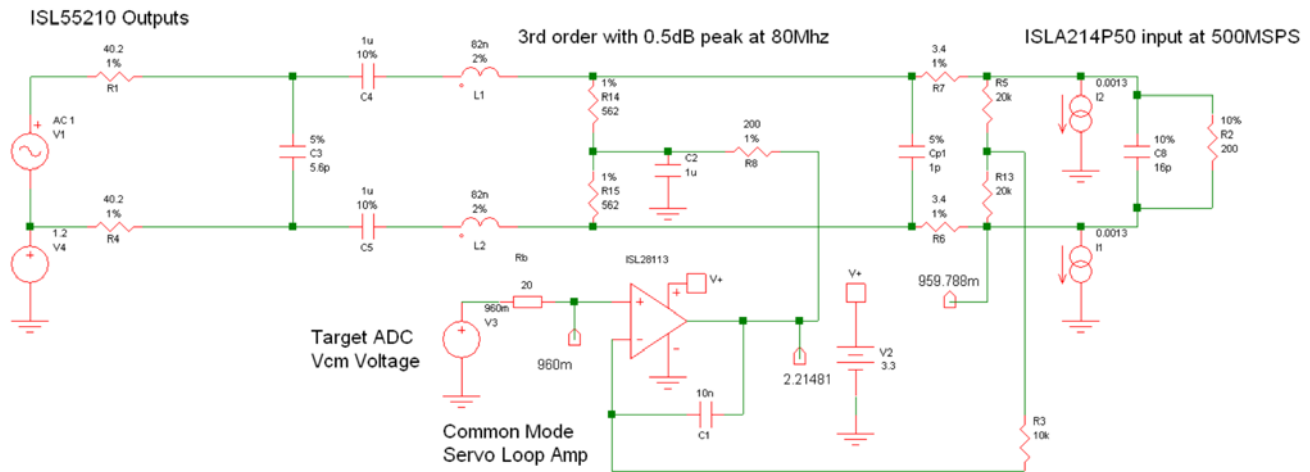 ISL55210 Outputs
3rd order with 0.5dB peak at 80Mhz
ISLA214P50 input at 500MSPS
40.2
1%
R1
1u
10%
C4
82n
2%
L1
AC 1
V1
5%
C3
5.6p
1%
R14
562
200
1%
R8
C2
1u
1%
R15
562
5%
Cp1
1p
3.4
1%
R7
R5
20k
R13
20k
0.0013
I2
10%
C8
16p
10%
R2
200
40.2
1%
R4
1u
10%
C5
82n
2%
L2
3.4
1%
R6
0.0013
I1
1.2
V4
Rb
20
ISL28113
V+
V+
959.788m
960m
V3
Target ADC
Vcm Voltage
960m
2.21481
V2
3.3
10n
C1
Common Mode
Servo Loop Amp
R3
10k